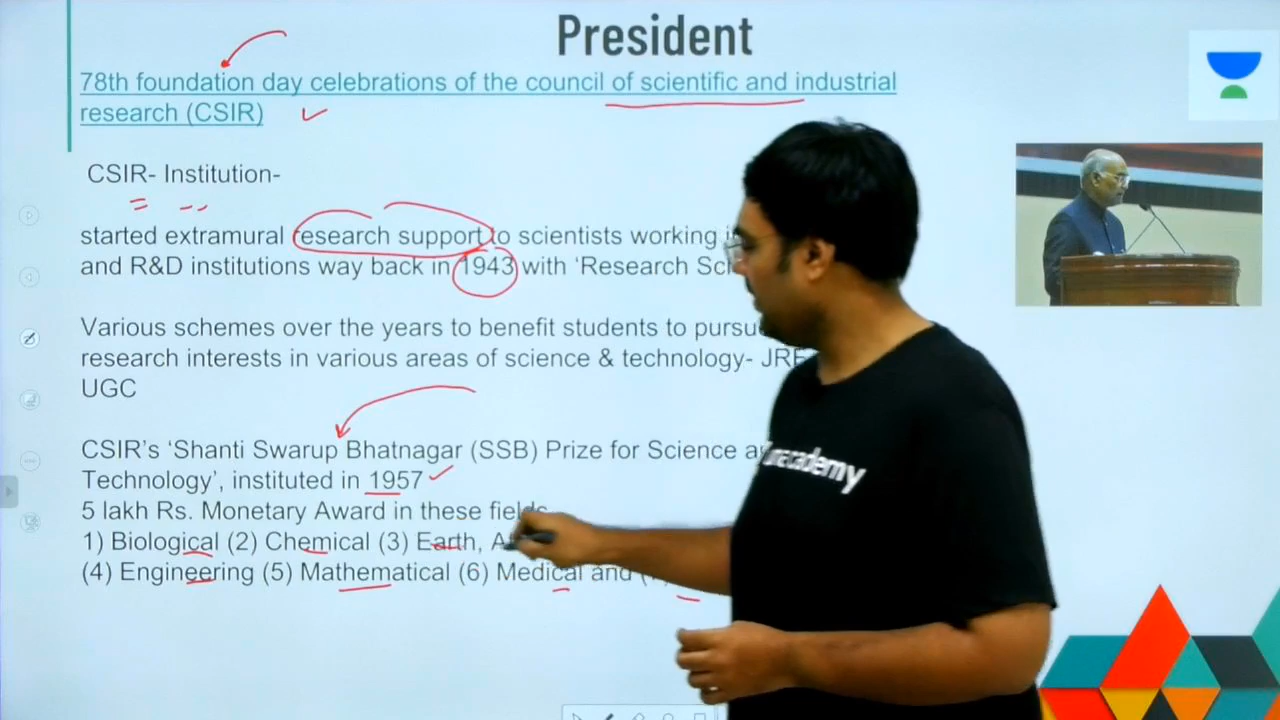 President
78th foundation day celebrations of the council of scientific and industrial
research (CSIR)
CSIR- Institution-
started extramural research support to scientists working
and R&D institutions way back in 1943 with ‘Research
Various schemes over the years to benefit students to
research interests in various areas of science & technology- JRF
UGC
CSIR’s ‘Shanti Swarup Bhatnagar (SSB) Prize for Science
Technology’, instituted in 1957
5 lakh Rs. Monetary Award in these fields
1) Biological (2) Chemical (3) Earth,
(4) Engineering (5) Mathematical (6) Medical and
unacademy